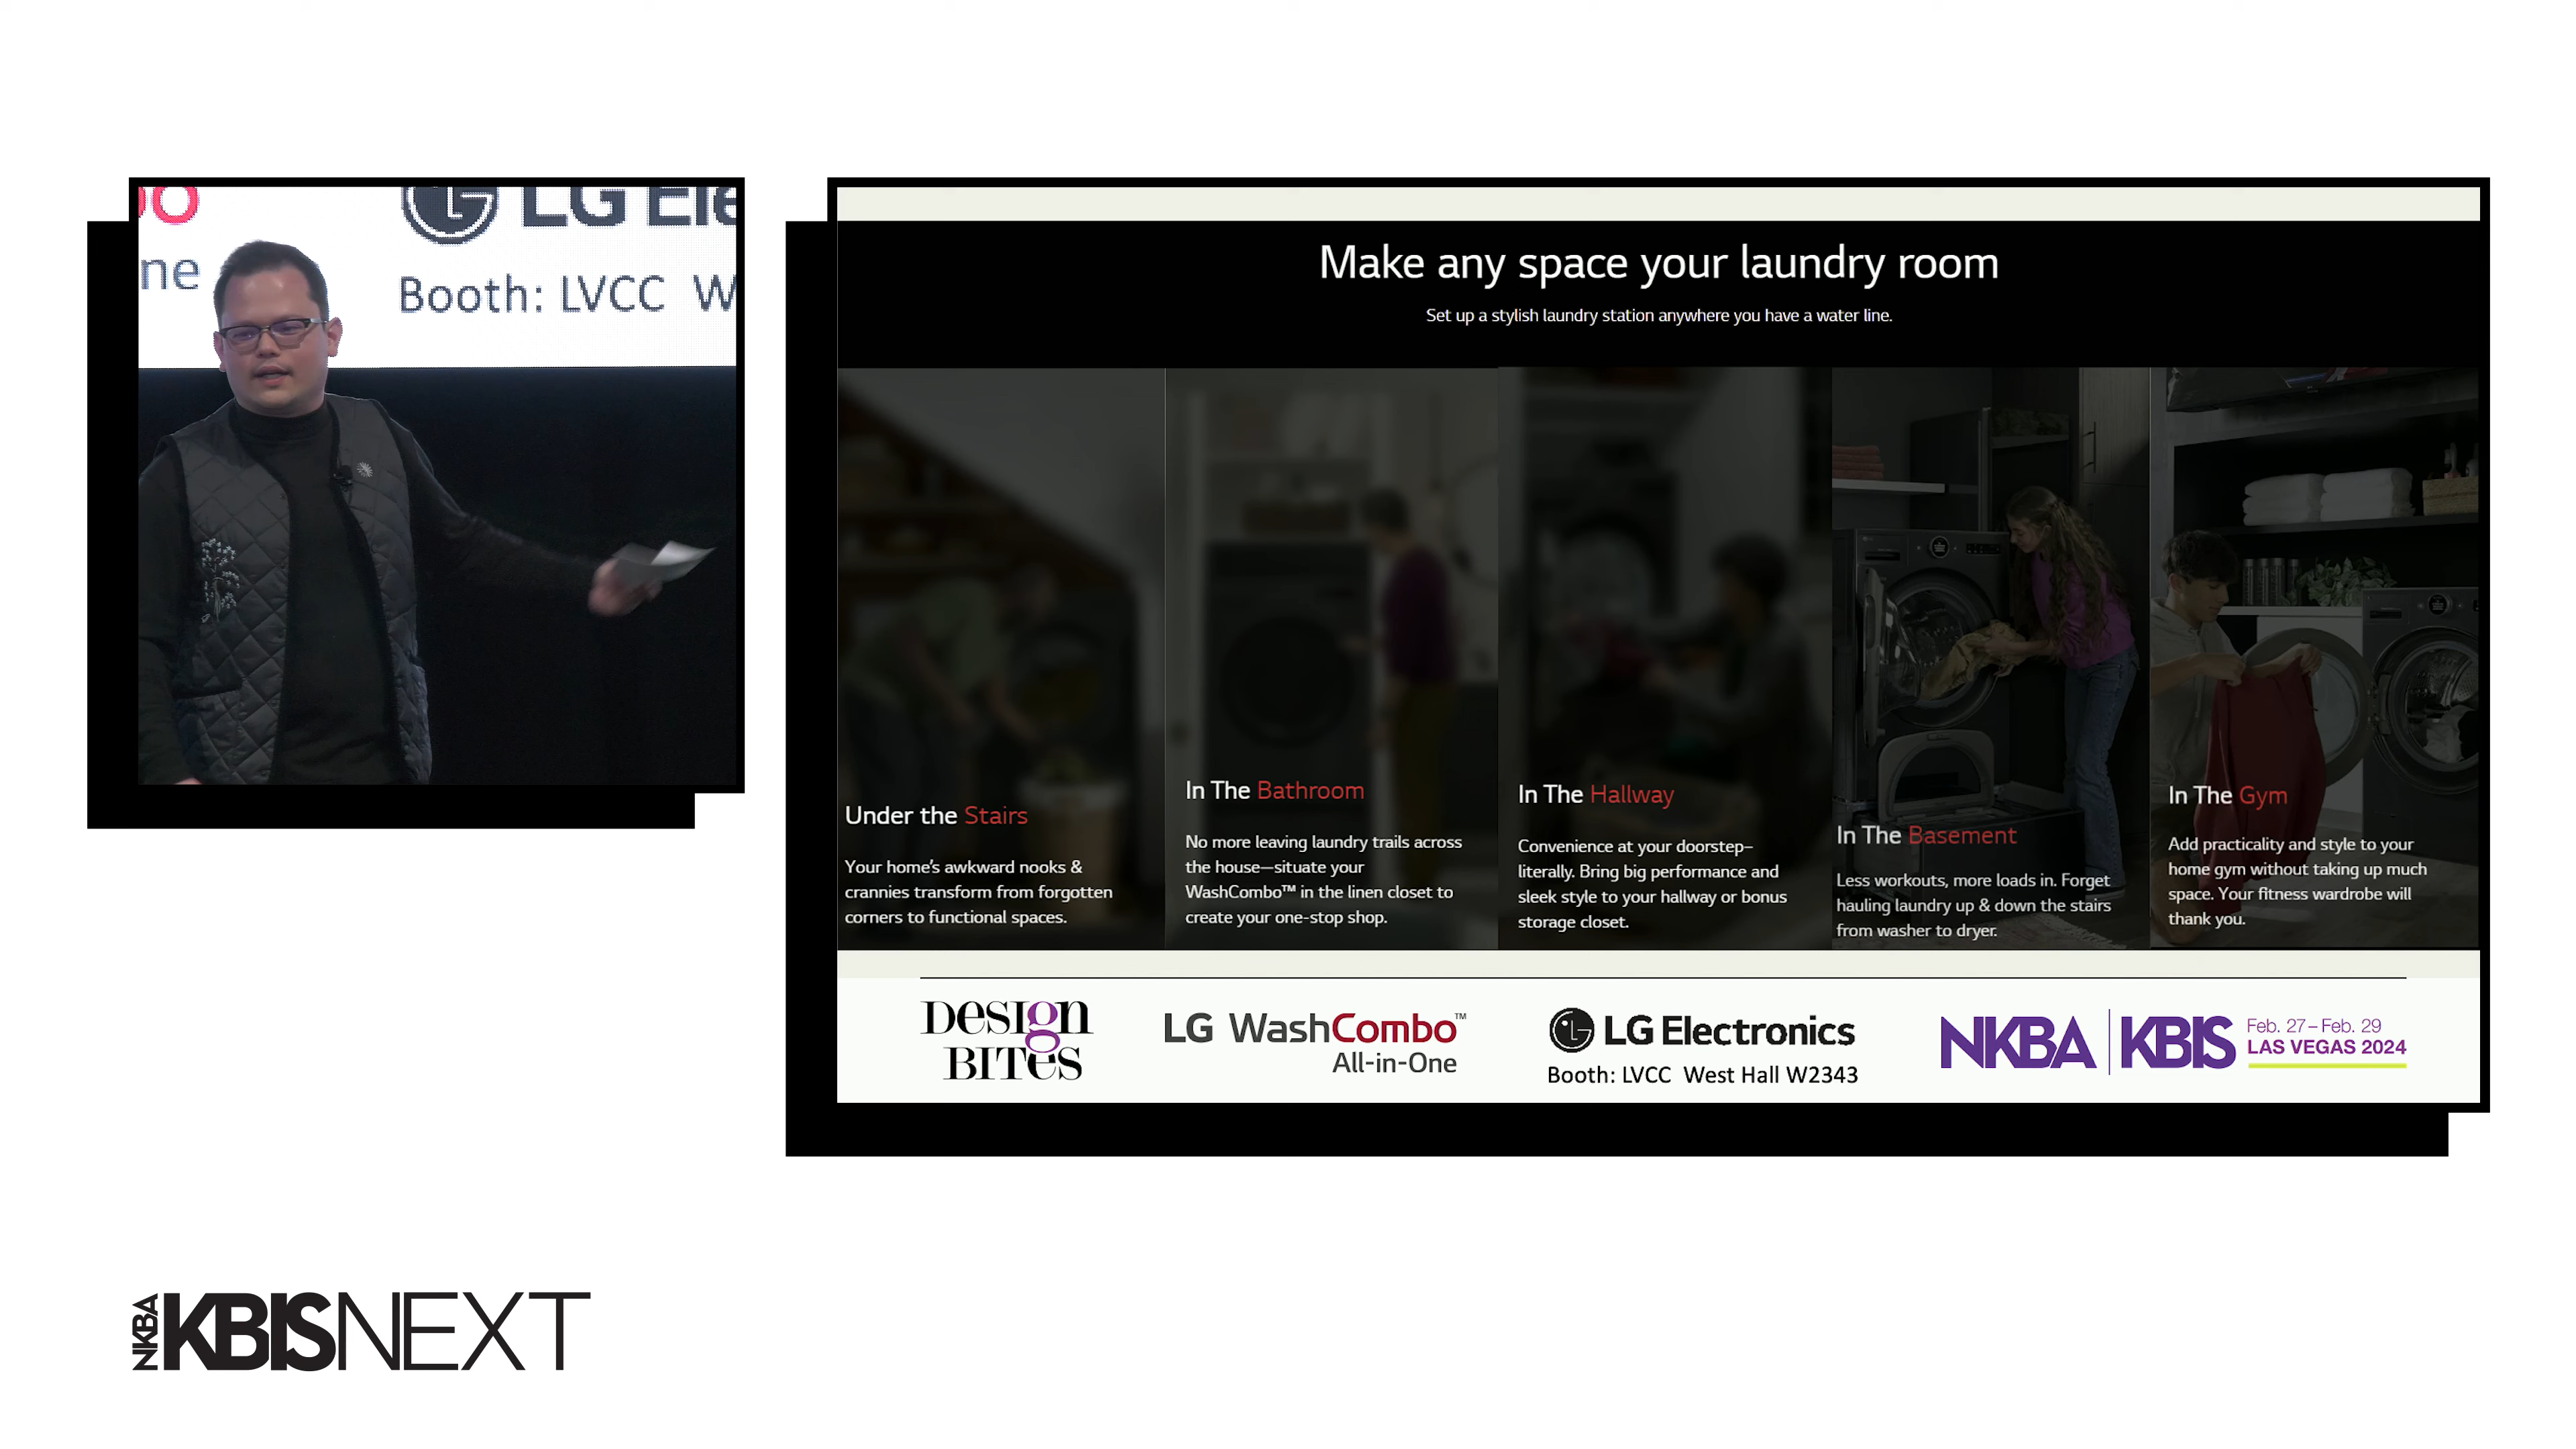 LG Ele
ne
Booth: LVCC W
Make any space your laundry room
Set up a stylish laundry station anywhere you have a water line.
Under the Stairs
Your home's awkward nooks &
crannies transform from forgotten
corners to functional spaces.
In The Bathroom
No more leaving laundry trails across
the house—situate your
WashCombo™ in the linen closet to
create your one-stop shop.
In The Hallway
Convenience at your doorstep–
literally. Bring big performance and
sleek style to your hallway or bonus
storage closet.
In The Basement
Less workouts, more loads in. Forget
hauling laundry up & down the stairs
from washer to dryer.
In The Gym
Add practicality and style to your
home gym without taking up much
space. Your fitness wardrobe will
thank you.
Design
BITes
LG WashCombo™
All-in-One
LG Electronics
Booth: LVCC West Hall W2343
NKBA | KBIS
Feb. 27 – Feb. 29
LAS VEGAS 2024
NKBA KBISNEXT